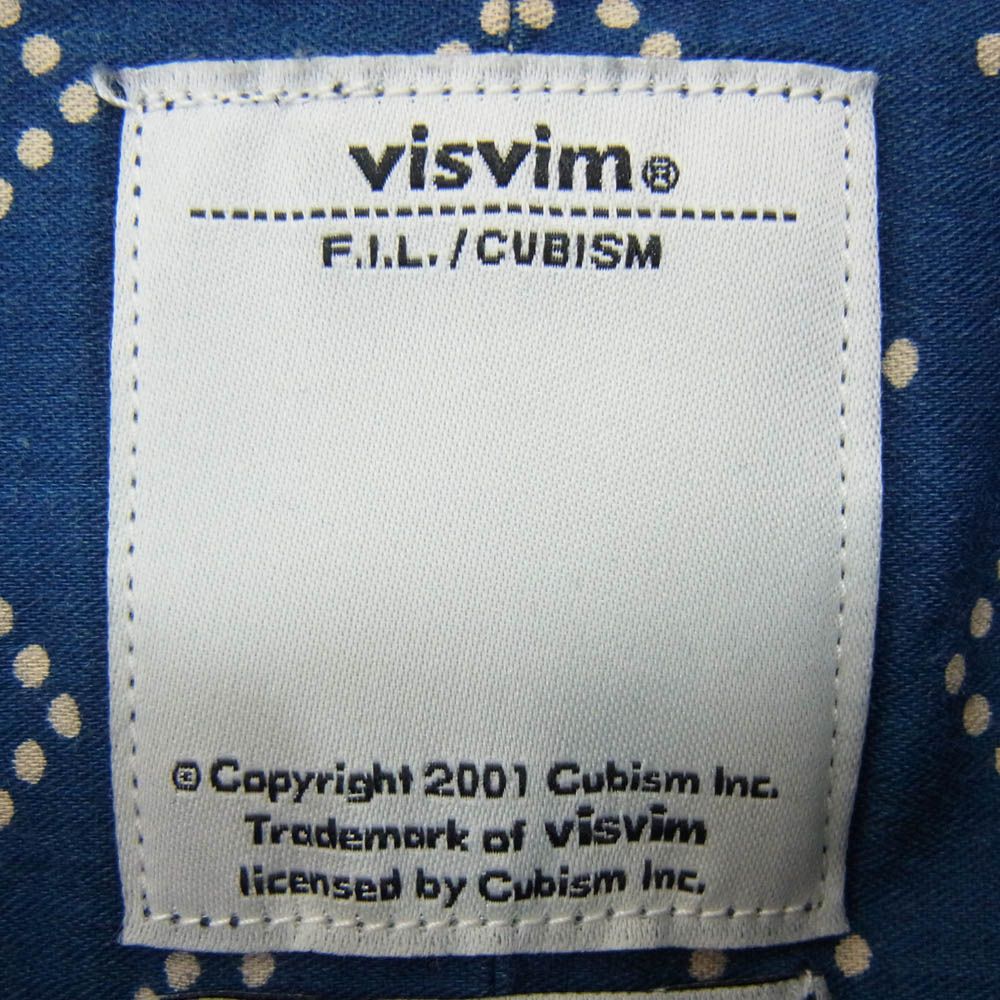 visvim®
F.I.L. / CUBISM
© Copyright 2001 Cubism Inc.
Trademark of visvim
licensed by Cubism Inc.